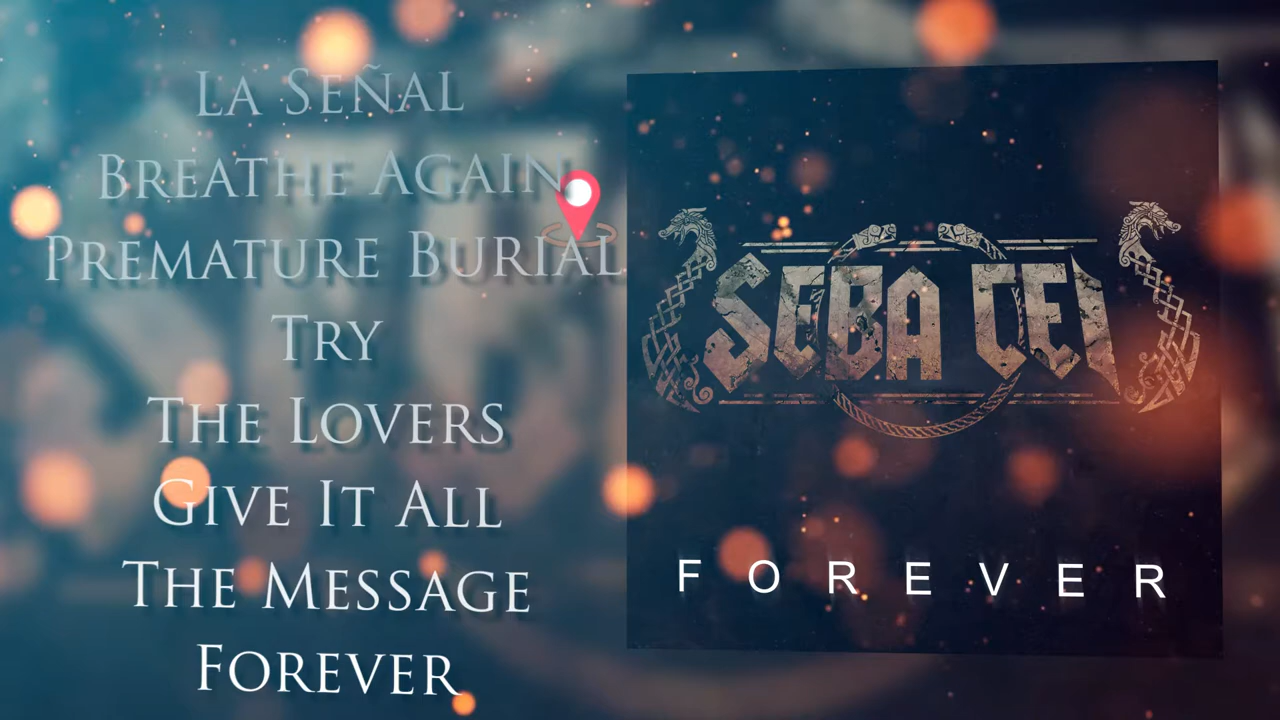 LA SEÑAL
BREATHE AGAIN
PREMATURE BURIAL
TRY
THE LOVERS
GIVE IT ALL
THE MESSAGE
FOREVER
SEBA CEI
FOREVER